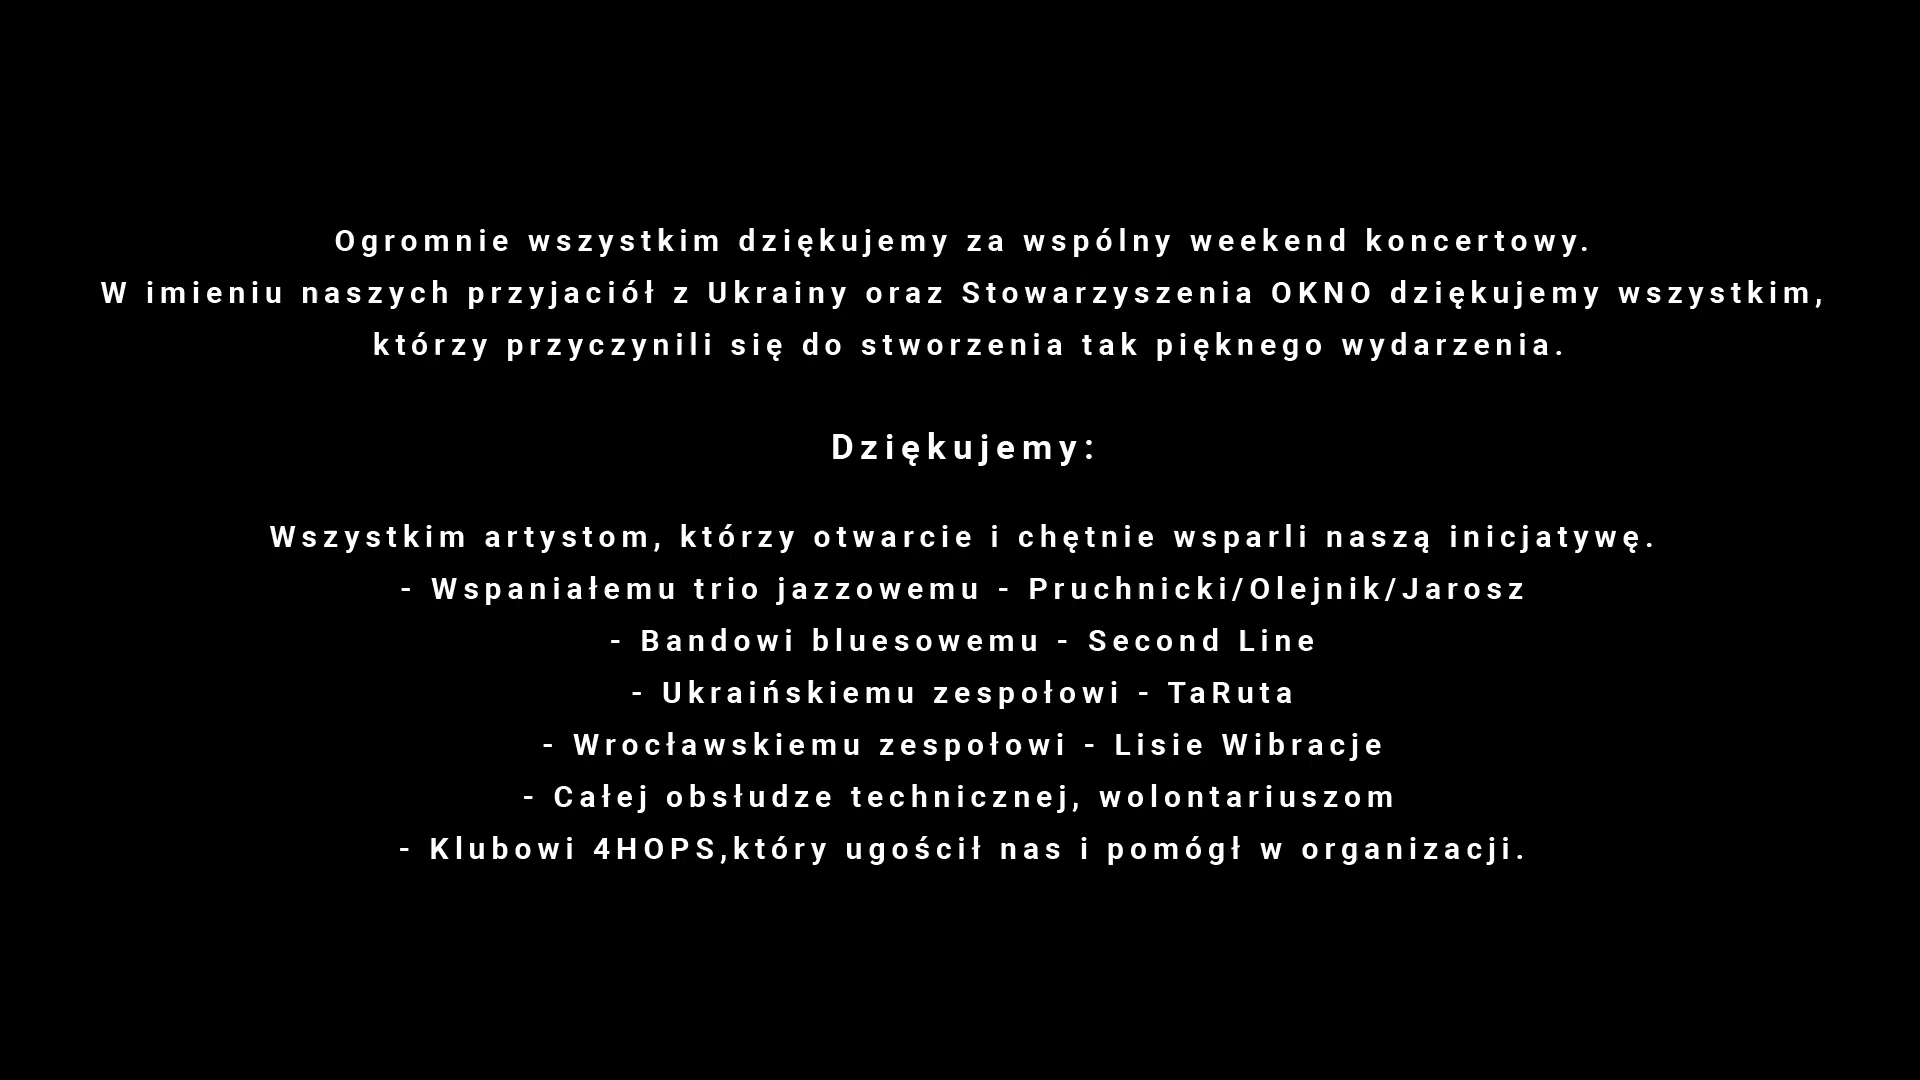 Ogromnie wszystkim dziękujemy za wspólny weekend koncertowy.
W imieniu naszych przyjaciół z Ukrainy oraz Stowarzyszenia OKNO dziękujemy wszystkim,
którzy przyczynili się do stworzenia tak pięknego wydarzenia.
Dziękujemy:
Wszystkim artystom, którzy otwarcie i chętnie wsparli naszą inicjatywę.
- Wspaniałemu trio jazzowemu - Pruchnicki/Olejnik/Jarosz
- Bandowi bluesowemu - Second Line
- Ukraińskiemu zespołowi - TaRuta
- Wrocławskiemu zespołowi - Lisie Wibracje
- Całej obsłudze technicznej, wolontariuszom
- Klubowi 4HOPS,który ugościł nas i pomógł w organizacji.